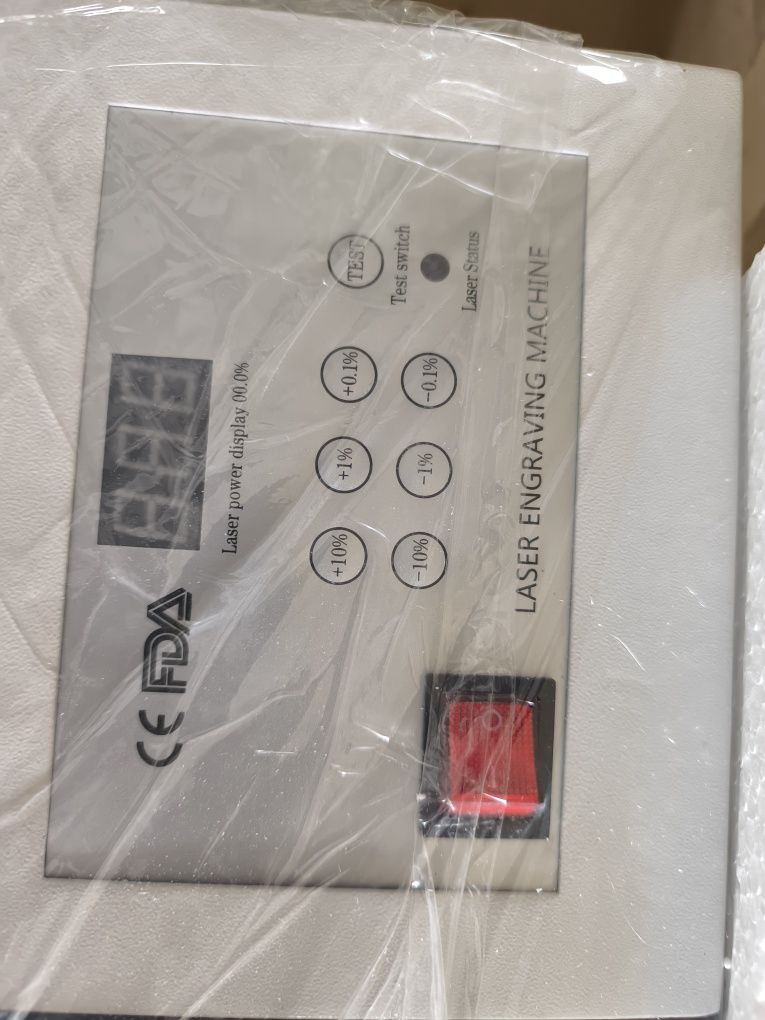 CE FDA
Laser power display 00.0%
+10% +1% +0.1% TEST
Test switch
−10% −1% −0.1%
Laser Status
LASER ENGRAVING MACHINE